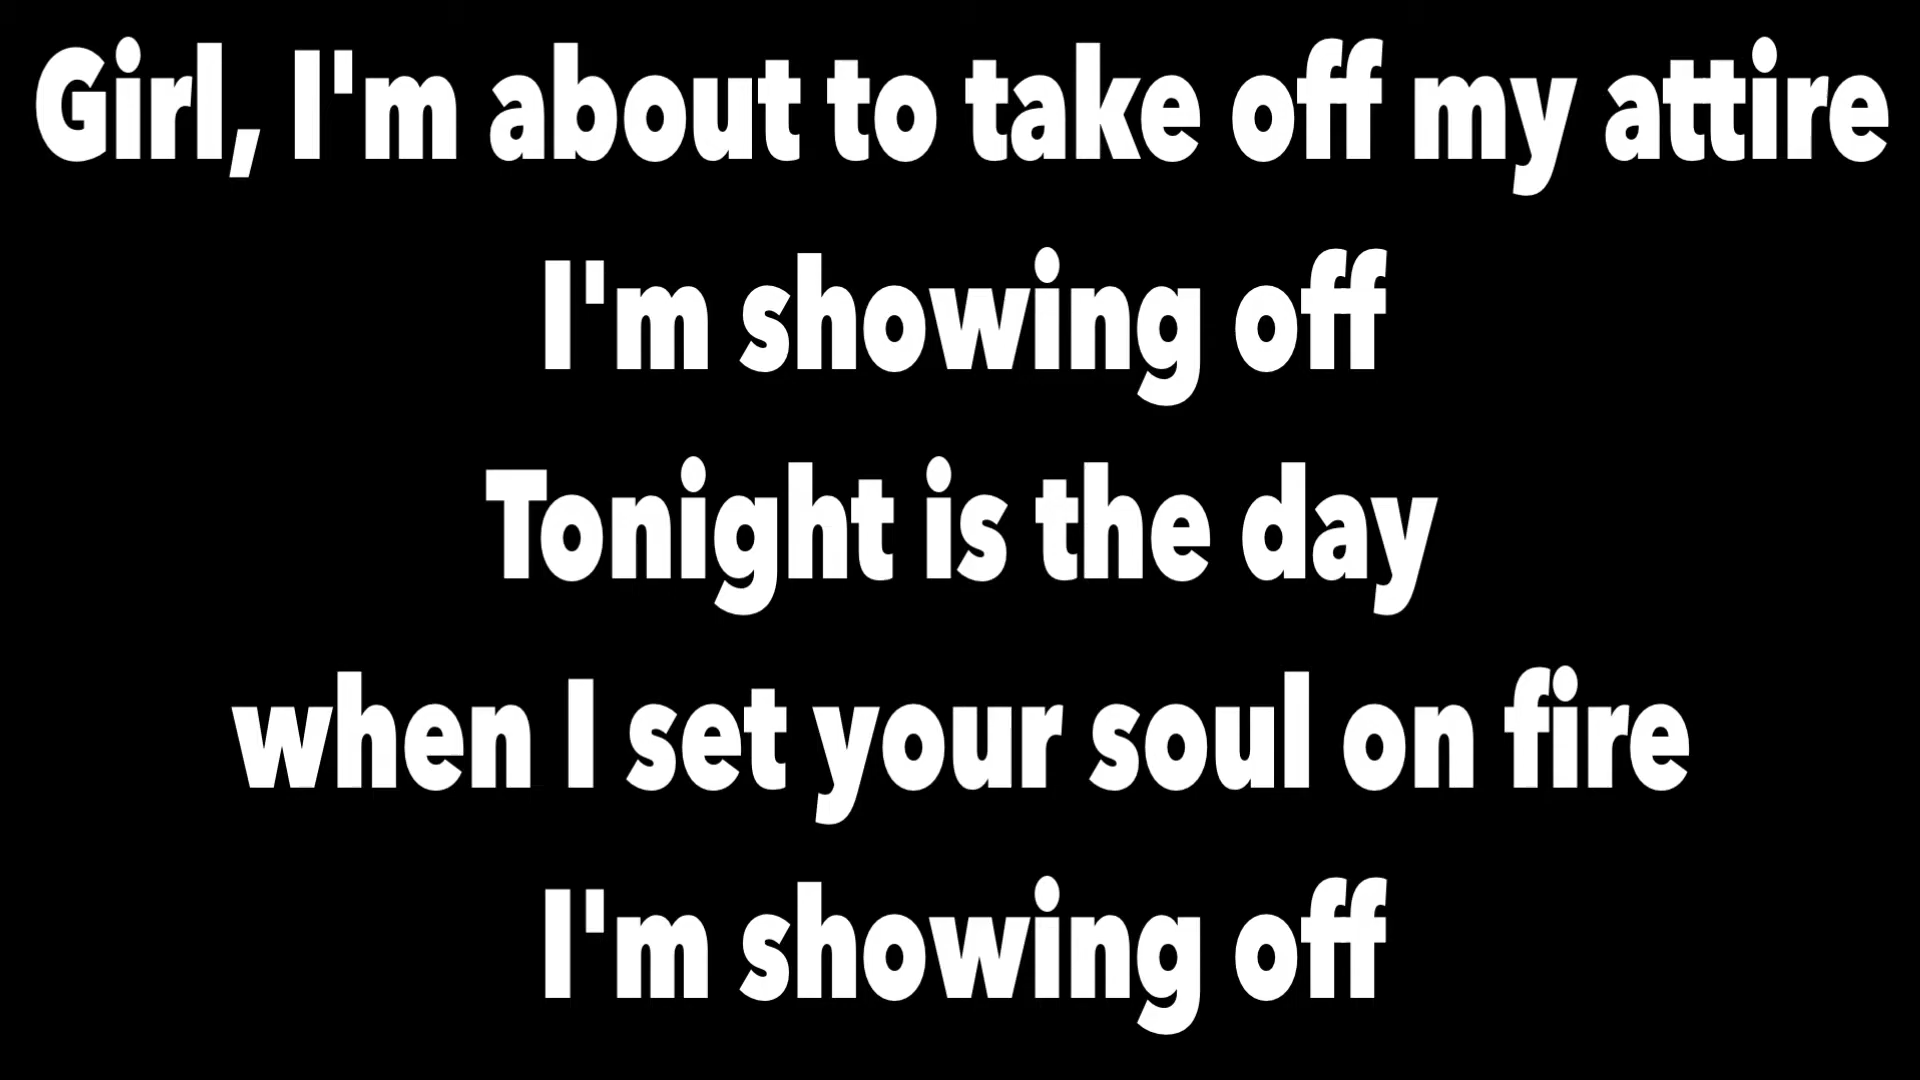 Girl, I'm about to take off my attire
I'm showing off
Tonight is the day
when I set your soul on fire
I'm showing off